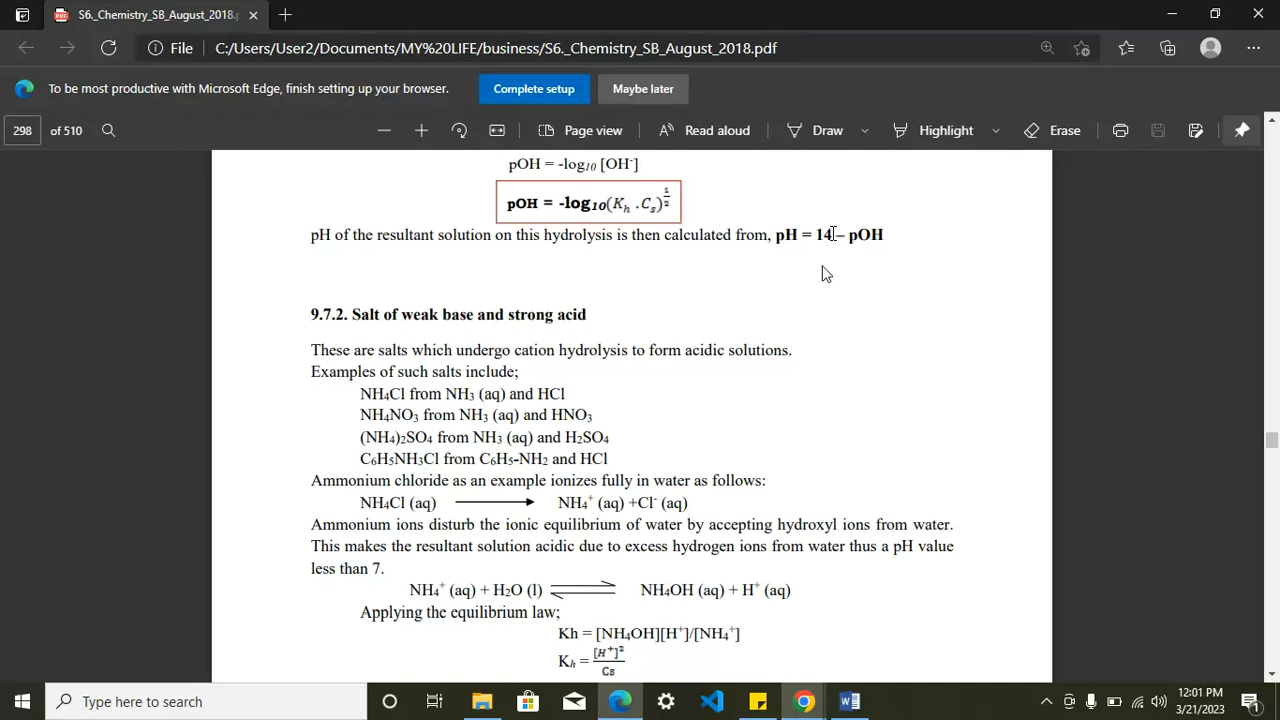 S6._Chemistry_SB_August_2018.p
File
C:/Users/User2/Documents/MY%20LIFE/business/S6._Chemistry_SB_August_2018.pdf
To be most productive with Microsoft Edge, finish setting up your browser.
Complete setup
Maybe later
298 of 510
Page view
Read aloud
Draw
Highlight
Erase
pOH = -log₁₀ [OH⁻]
pOH = -log₁₀(Kₕ .Cₛ)^½
pH of the resultant solution on this hydrolysis is then calculated from, pH = 14 – pOH
9.7.2. Salt of weak base and strong acid
These are salts which undergo cation hydrolysis to form acidic solutions.
Examples of such salts include;
NH₄Cl from NH₃ (aq) and HCl
NH₄NO₃ from NH₃ (aq) and HNO₃
(NH₄)₂SO₄ from NH₃ (aq) and H₂SO₄
C₆H₅NH₃Cl from C₆H₅-NH₂ and HCl
Ammonium chloride as an example ionizes fully in water as follows:
NH₄Cl (aq) ⟶ NH₄⁺ (aq) +Cl⁻ (aq)
Ammonium ions disturb the ionic equilibrium of water by accepting hydroxyl ions from water.
This makes the resultant solution acidic due to excess hydrogen ions from water thus a pH value
less than 7.
NH₄⁺ (aq) + H₂O (l) ⇌ NH₄OH (aq) + H⁺ (aq)
Applying the equilibrium law;
Kh = [NH₄OH][H⁺]/[NH₄⁺]
Kₕ = [H⁺]²/Cs
Type here to search
12:01 PM
3/21/2023
1